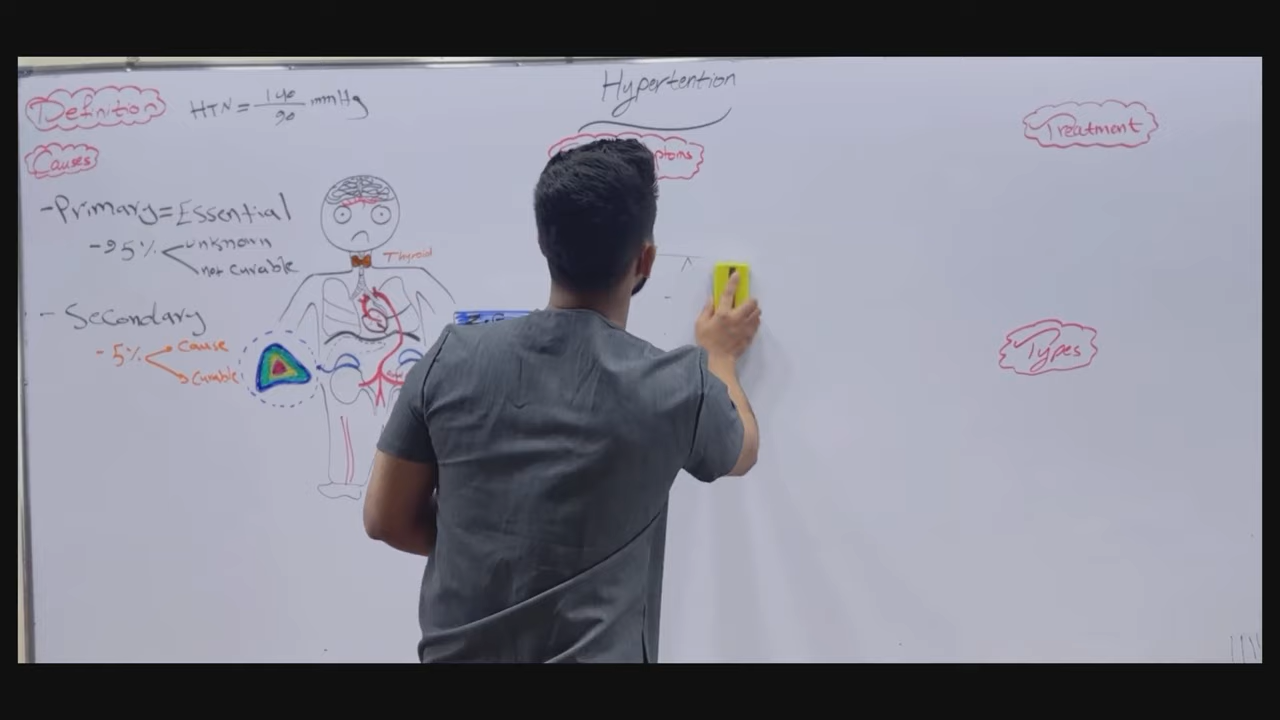 Hypertention
Definition
HTN = 140/90 mmHg
Causes
- Primary = Essential
- 95% unknown
not curable
- Secondary
- 5% Cause
Curable
Thyroid
Treatment
Types